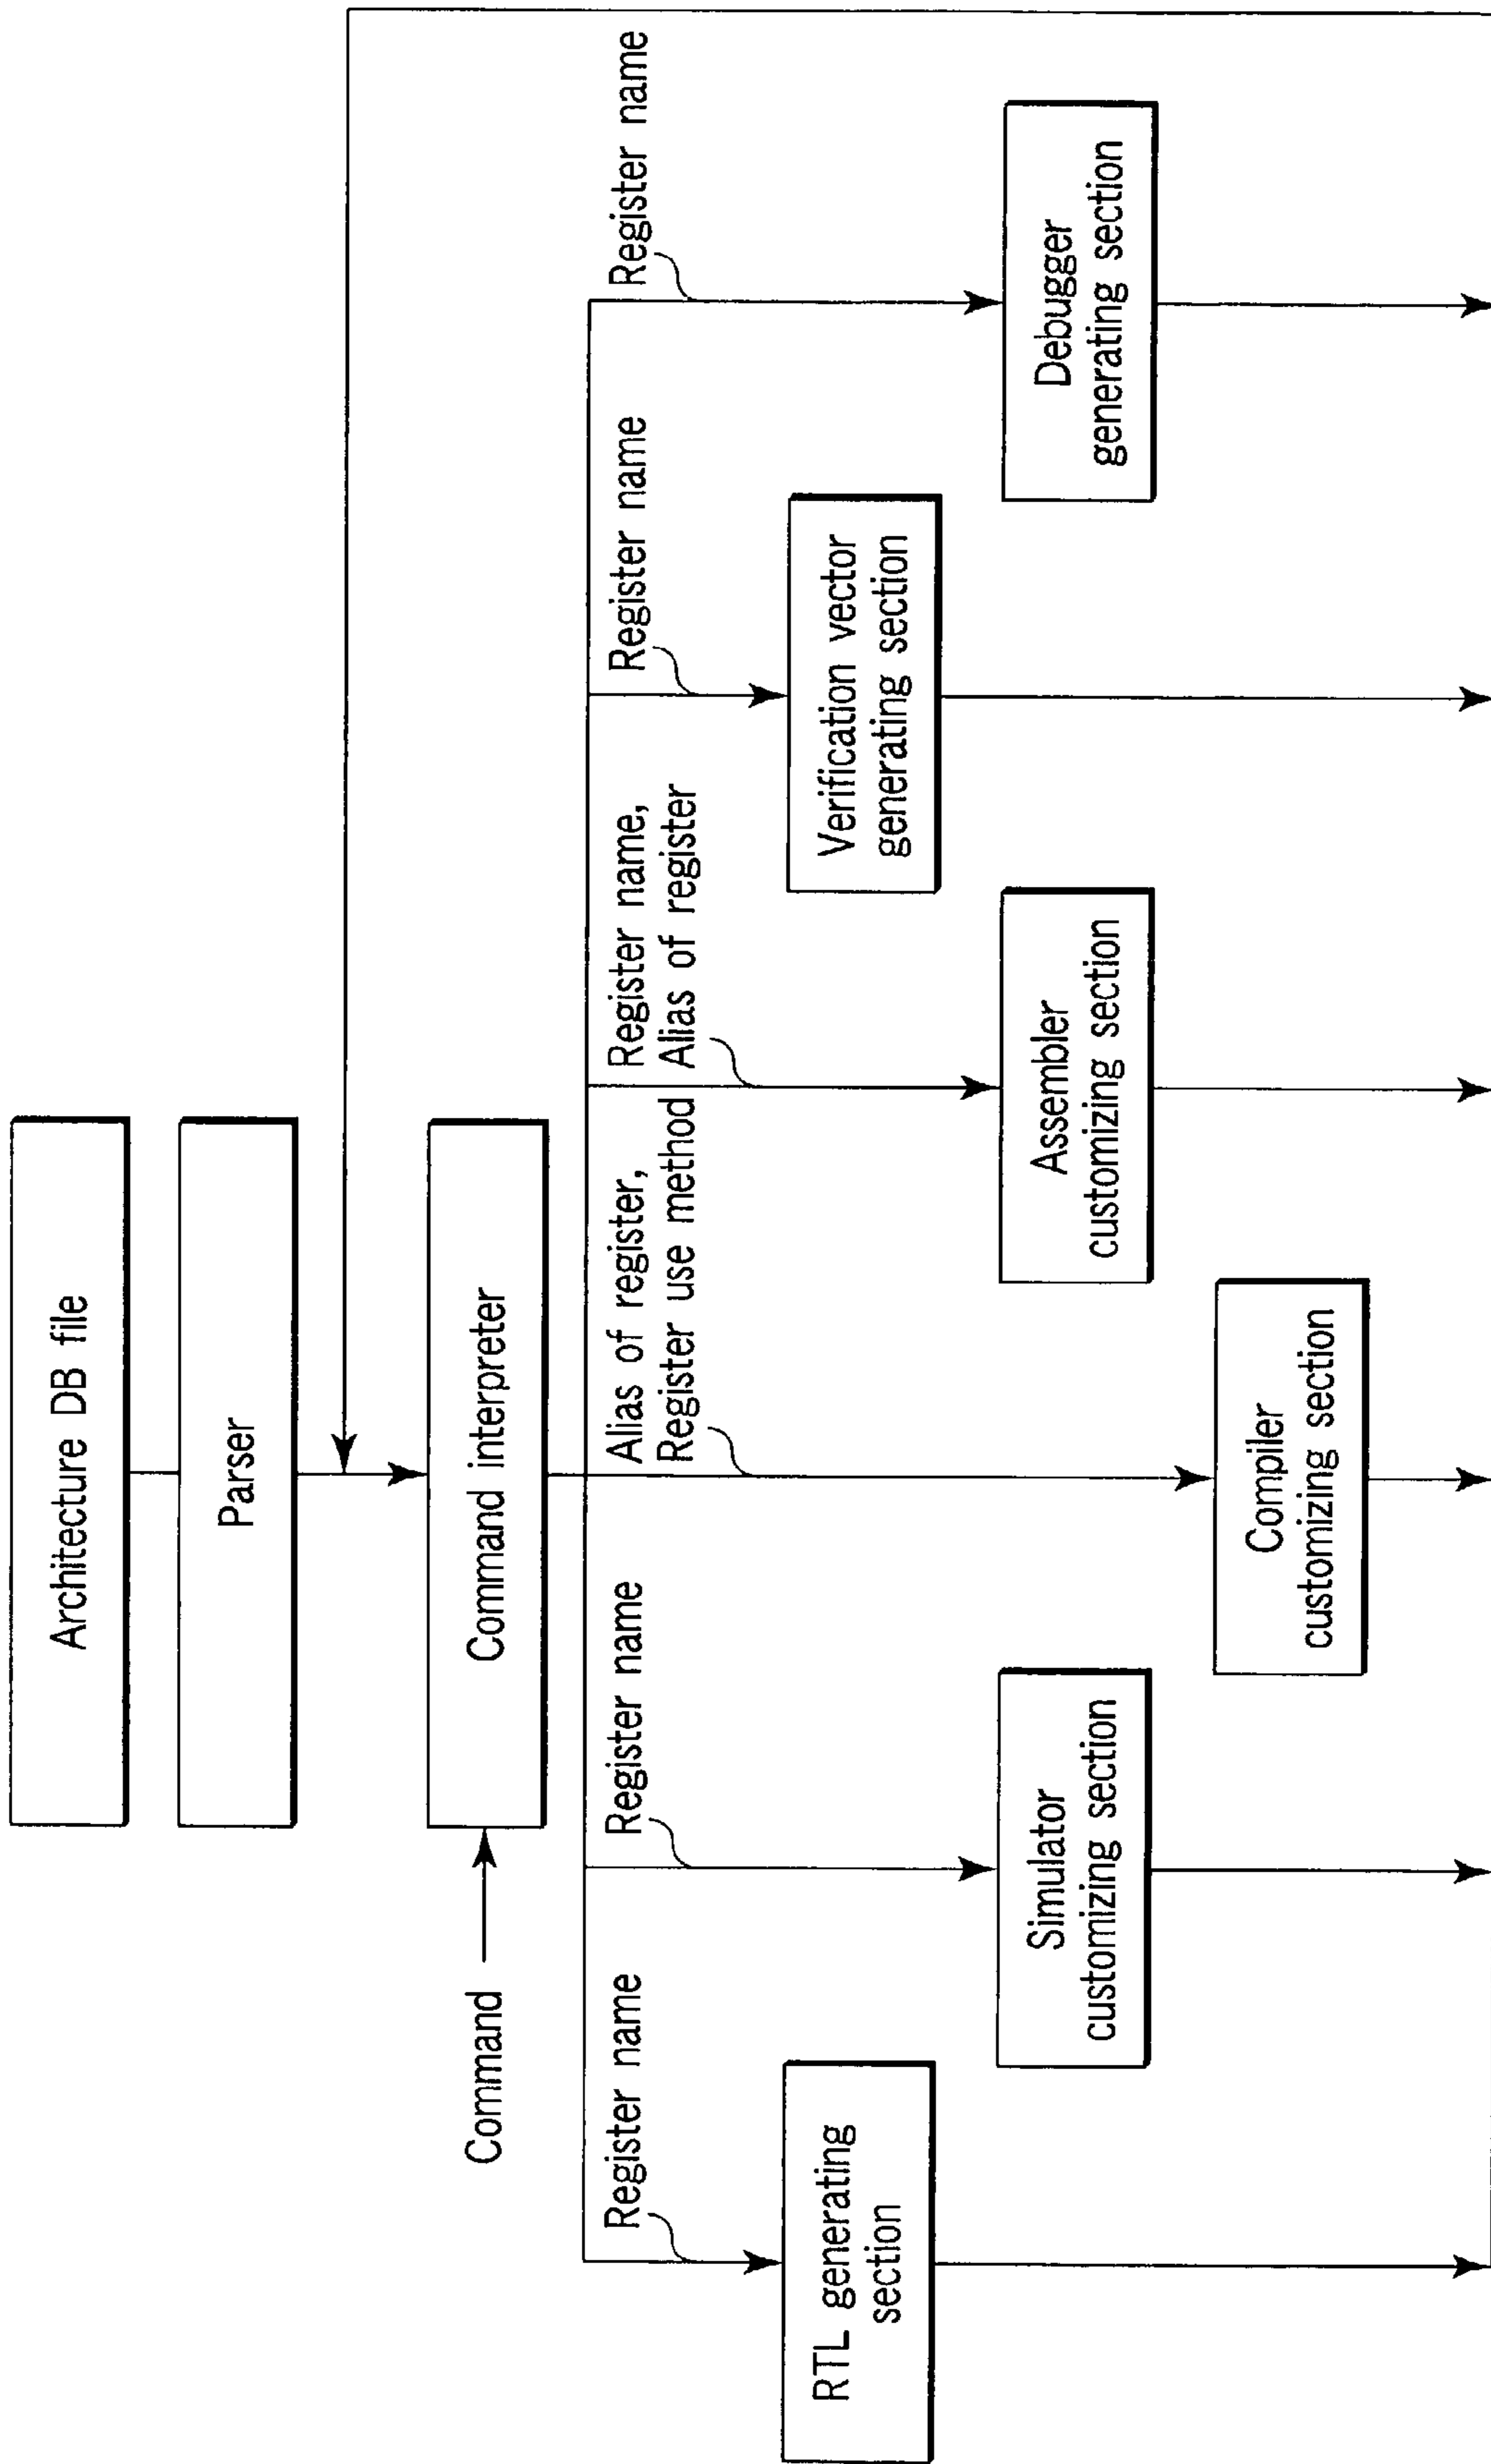 Architecture DB file
Parser
Command
Command interpreter
Register name
Register name
Alias of register,
Register use method
Register name,
Alias of register
Register name
Register name
RTL generating
section
Simulator
customizing section
Compiler
customizing section
Assembler
customizing section
Verification vector
generating section
Debugger
generating section